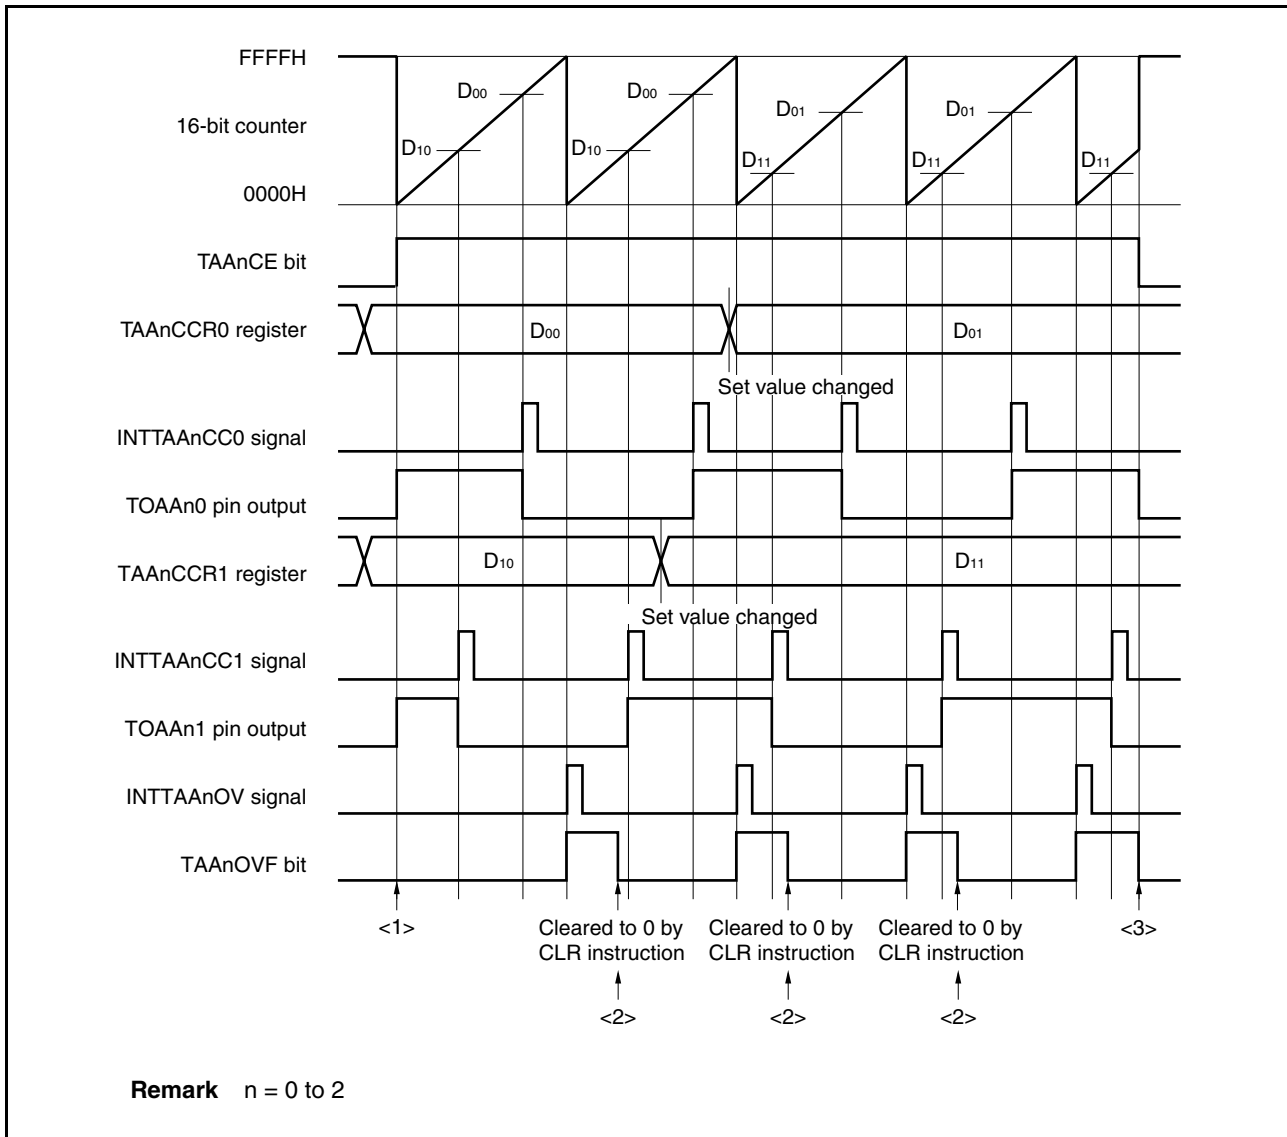 FFFFH
D00 D00 D01 D01
16-bit counter
D10 D10 D11 D11 D11
0000H
TAAnCE bit
TAAnCCR0 register D00 D01
Set value changed
INTTAAnCC0 signal
TOAAn0 pin output
TAAnCCR1 register D10 D11
Set value changed
INTTAAnCC1 signal
TOAAn1 pin output
INTTAAnOV signal
TAAnOVF bit
<1> Cleared to 0 by Cleared to 0 by Cleared to 0 by <3>
CLR instruction CLR instruction CLR instruction
<2> <2> <2>
Remark n = 0 to 2